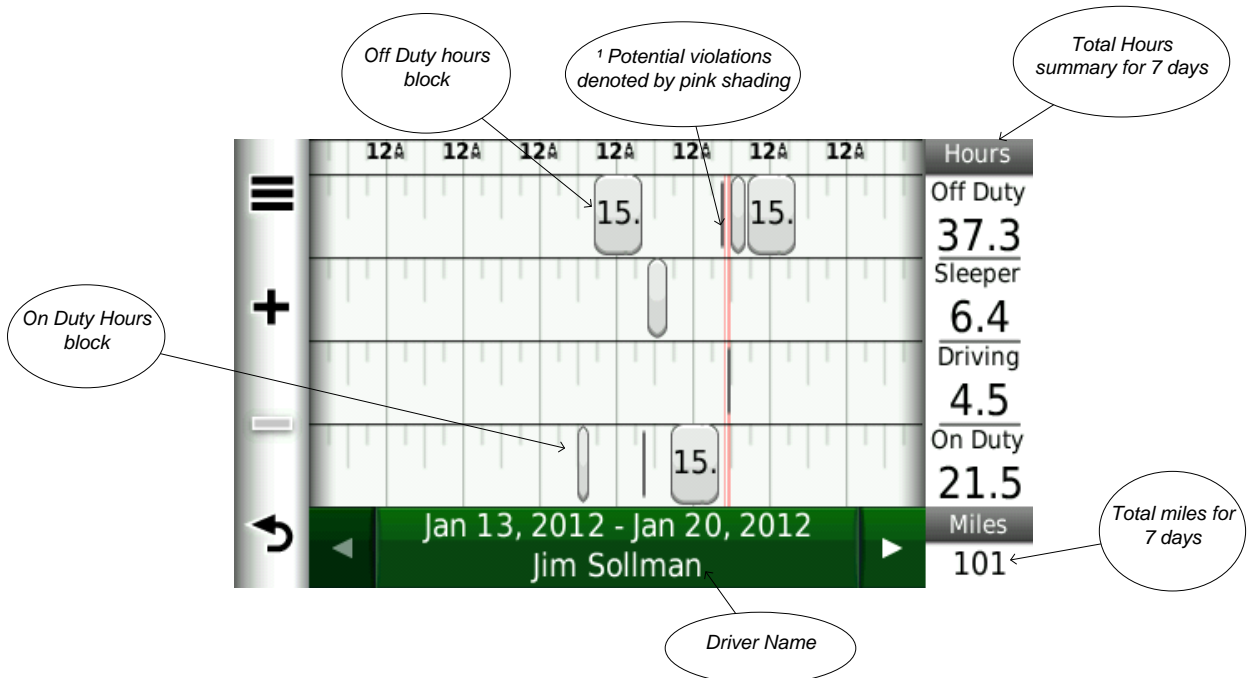 Off Duty hours
block
¹ Potential violations
denoted by pink shading
Total Hours
summary for 7 days
12A 12A 12A 12A 12A 12A 12A
Hours
Off Duty
37.3
15.
15.
Sleeper
6.4
On Duty Hours
block
Driving
4.5
On Duty
21.5
15.
Jan 13, 2012 - Jan 20, 2012
Jim Sollman
Miles
101
Total miles for
7 days
Driver Name